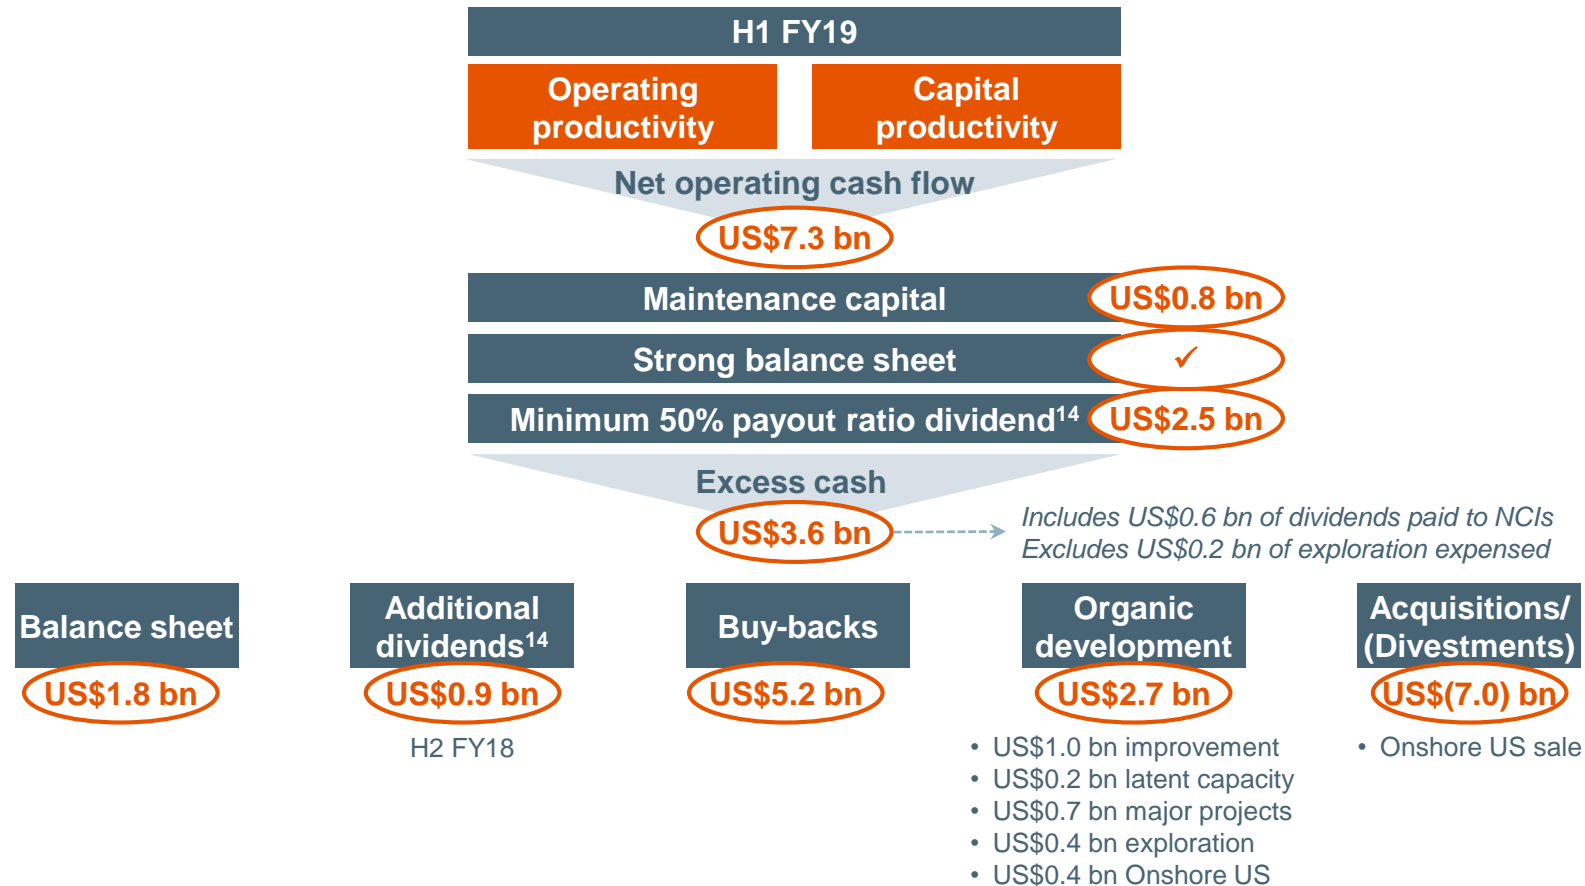 H1 FY19
Operating
productivity
Capital
productivity
Net operating cash flow
US$7.3 bn
Maintenance capital
US$0.8 bn
Strong balance sheet
✓
Minimum 50% payout ratio dividend¹⁴
US$2.5 bn
Excess cash
US$3.6 bn
Includes US$0.6 bn of dividends paid to NCIs
Excludes US$0.2 bn of exploration expensed
Balance sheet
US$1.8 bn
Additional
dividends¹⁴
US$0.9 bn
H2 FY18
Buy-backs
US$5.2 bn
Organic
development
US$2.7 bn
• US$1.0 bn improvement
• US$0.2 bn latent capacity
• US$0.7 bn major projects
• US$0.4 bn exploration
• US$0.4 bn Onshore US
Acquisitions/
(Divestments)
US$(7.0) bn
• Onshore US sale